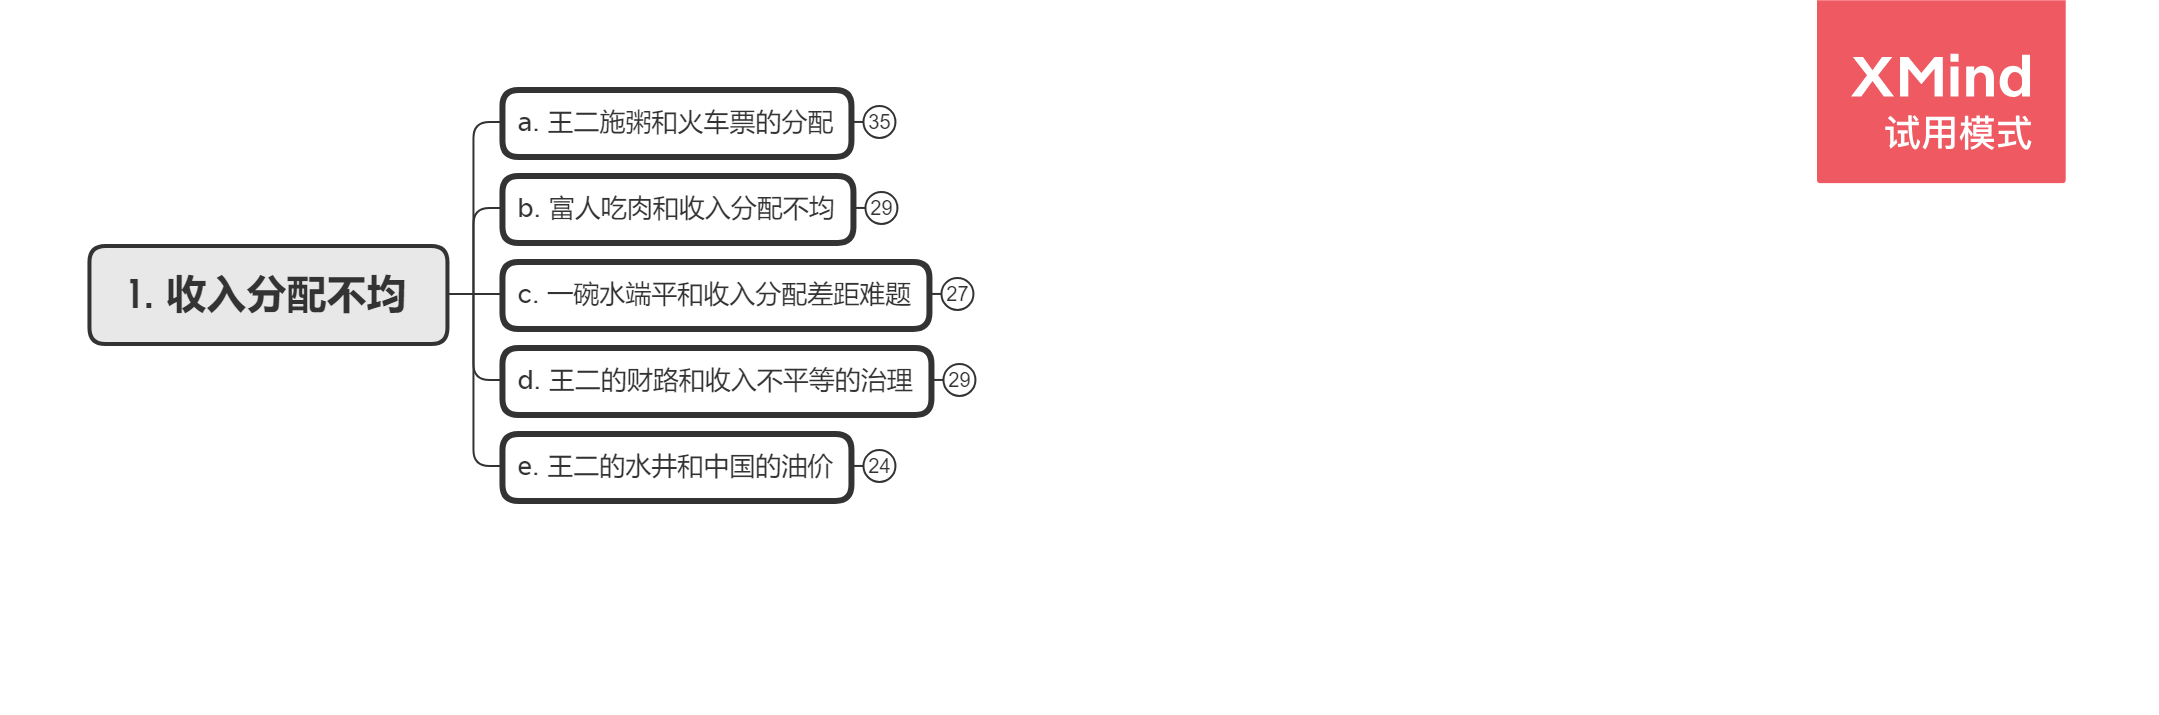 XMind
试用模式
1. 收入分配不均
a. 王二施粥和火车票的分配
35
b. 富人吃肉和收入分配不均
29
c. 一碗水端平和收入分配差距难题
27
d. 王二的财路和收入不平等的治理
29
e. 王二的水井和中国的油价
24